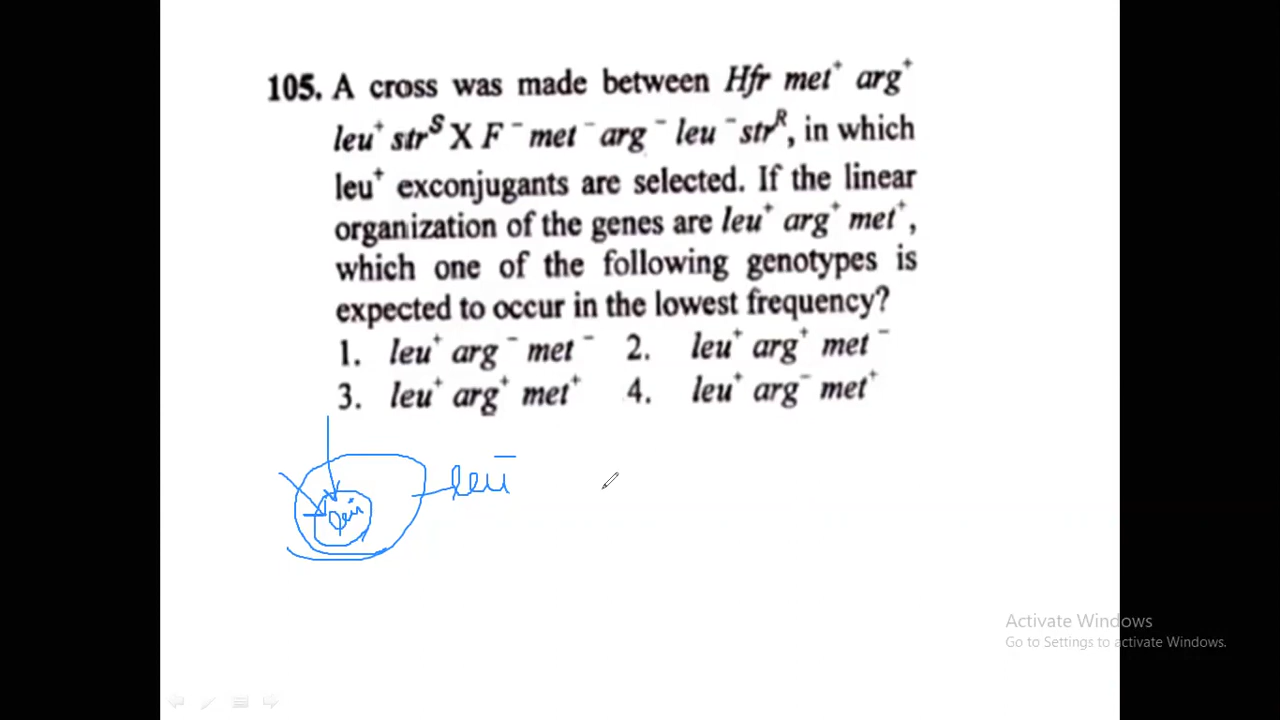 105. A cross was made between Hfr met⁺ arg⁺
leu⁺ strˢ X F⁻ met⁻ arg⁻ leu⁻ strᴿ, in which
leu⁺ exconjugants are selected. If the linear
organization of the genes are leu⁺ arg⁺ met⁺,
which one of the following genotypes is
expected to occur in the lowest frequency?
1. leu⁺ arg⁻ met⁻ 2. leu⁺ arg⁺ met⁻
3. leu⁺ arg⁺ met⁺ 4. leu⁺ arg⁻ met⁺
leu⁻
Activate Windows
Go to Settings to activate Windows.